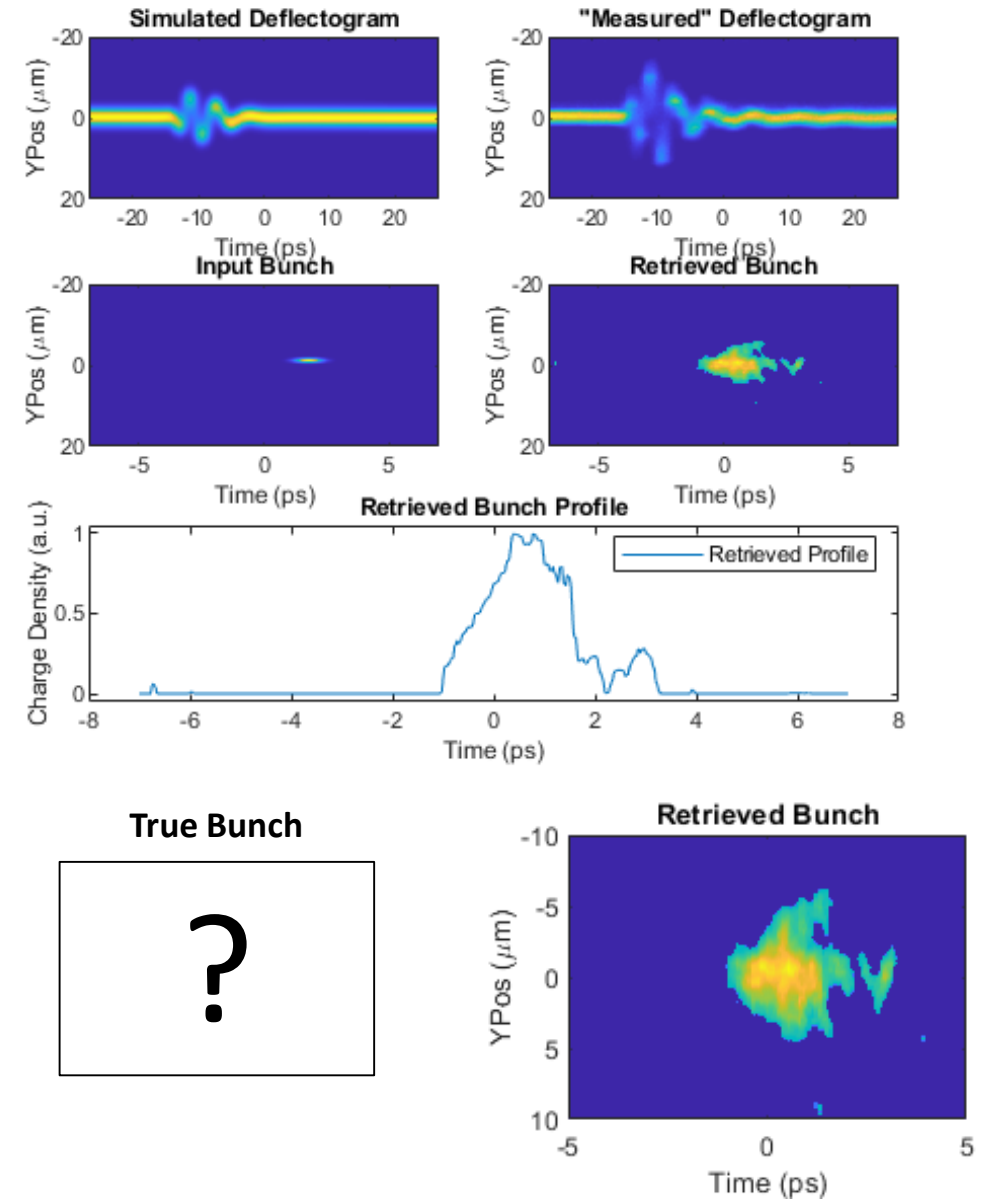 Simulated Deflectogram
"Measured" Deflectogram
-20
0
20
YPos (μm)
-20 -10 0 10 20
Time (ps)
-20
0
20
YPos (μm)
-20 -10 0 10 20
Time (ps)
Input Bunch
Retrieved Bunch
-20
0
20
YPos (μm)
-5 0 5
Time (ps)
-20
0
20
YPos (μm)
-5 0 5
Time (ps)
Retrieved Bunch Profile
1
0.5
0
Charge Density (a.u.)
Retrieved Profile
-8 -6 -4 -2 0 2 4 6 8
Time (ps)
True Bunch
?
Retrieved Bunch
-10
-5
0
5
10
YPos (μm)
-5 0 5
Time (ps)